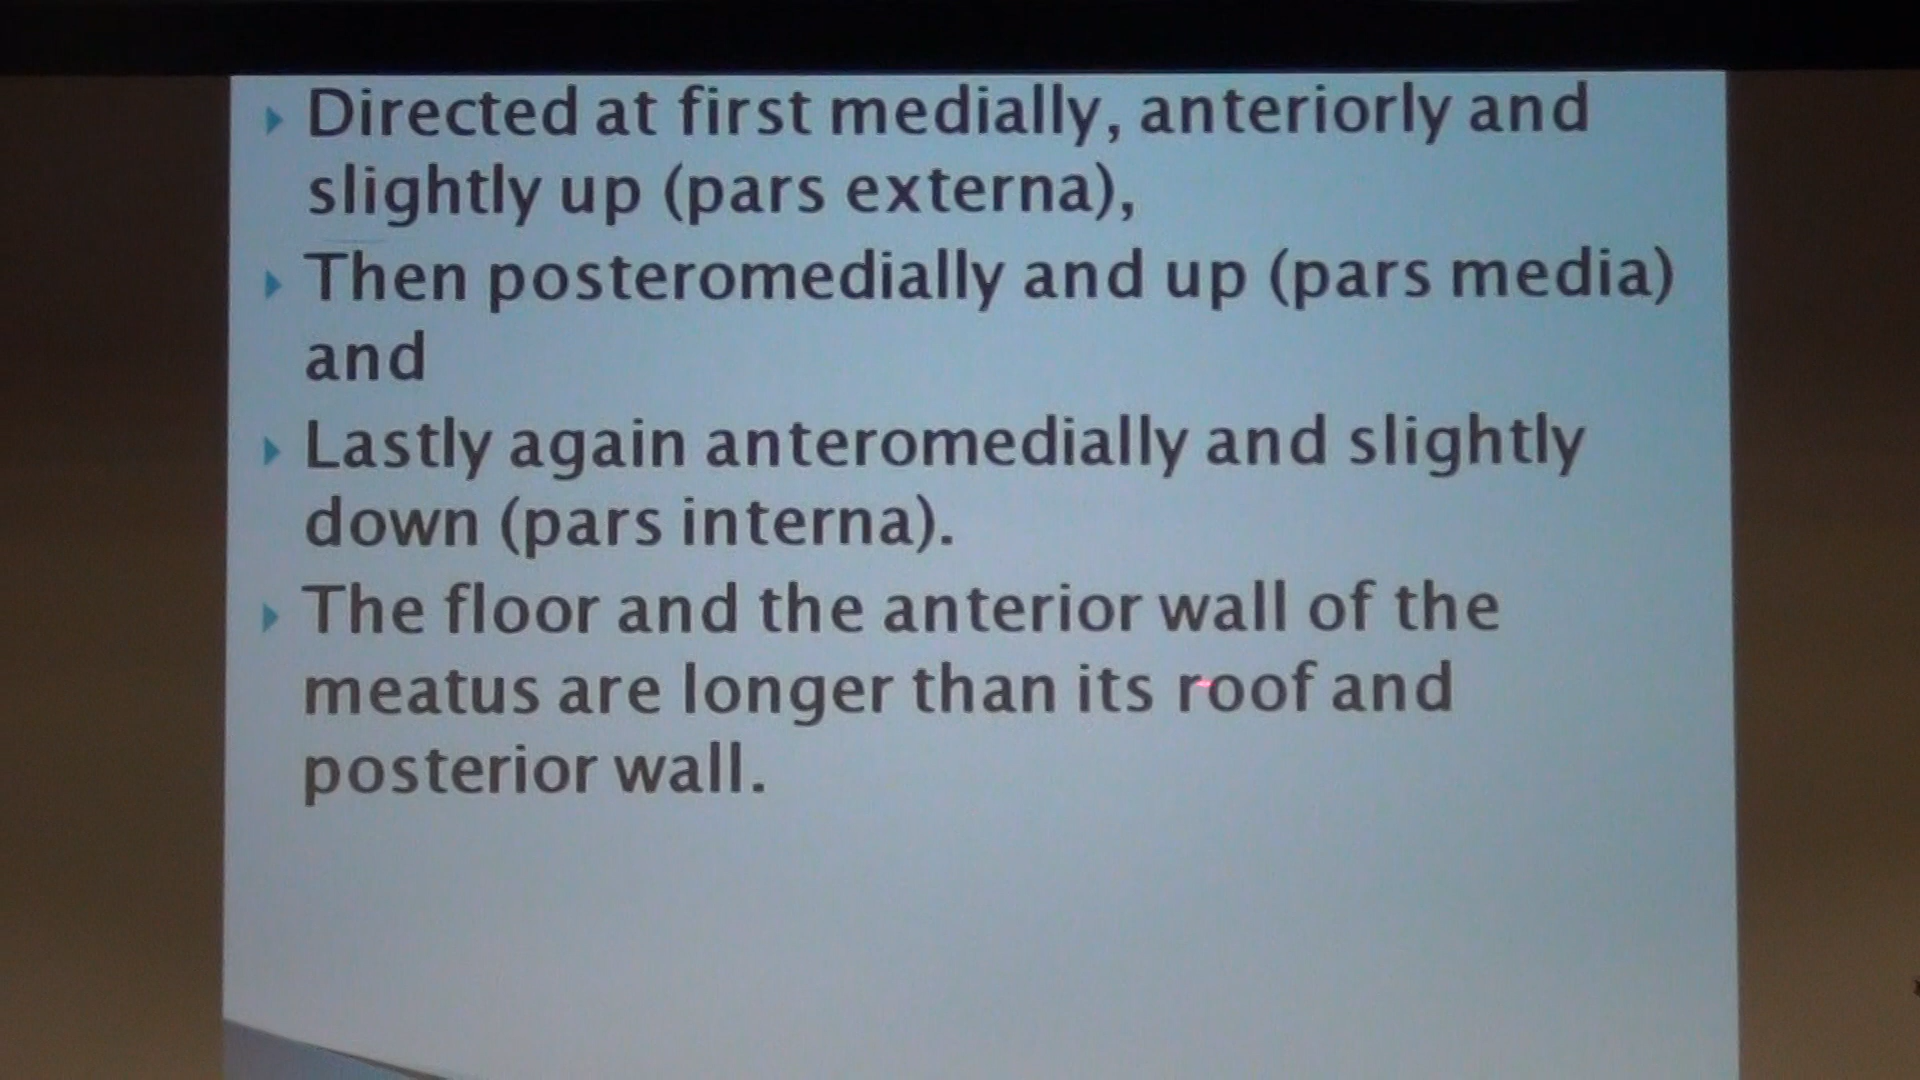 Directed at first medially, anteriorly and
slightly up (pars externa),
Then posteromedially and up (pars media)
and
Lastly again anteromedially and slightly
down (pars interna).
The floor and the anterior wall of the
meatus are longer than its roof and
posterior wall.